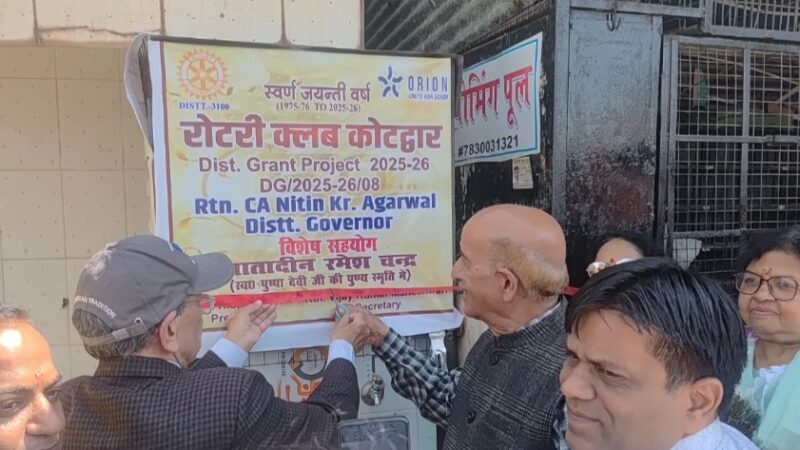 DISTT.-3100
स्वर्ण जयन्ती वर्ष
(1975-76 TO 2025-26)
ORION
UNITE FOR GOOD
रोटरी क्लब कोटद्वार
Dist. Grant Project 2025-26
DG/2025-26/08
Rtn. CA Nitin Kr. Agarwal
Distt. Governor
विशेष सहयोग
मातादीन रमेश चन्द्र
(स्व० पुष्पा देवी जी की पुण्य स्मृति में)
Secretary
मिंग पूल
#7830031321
TRADITION